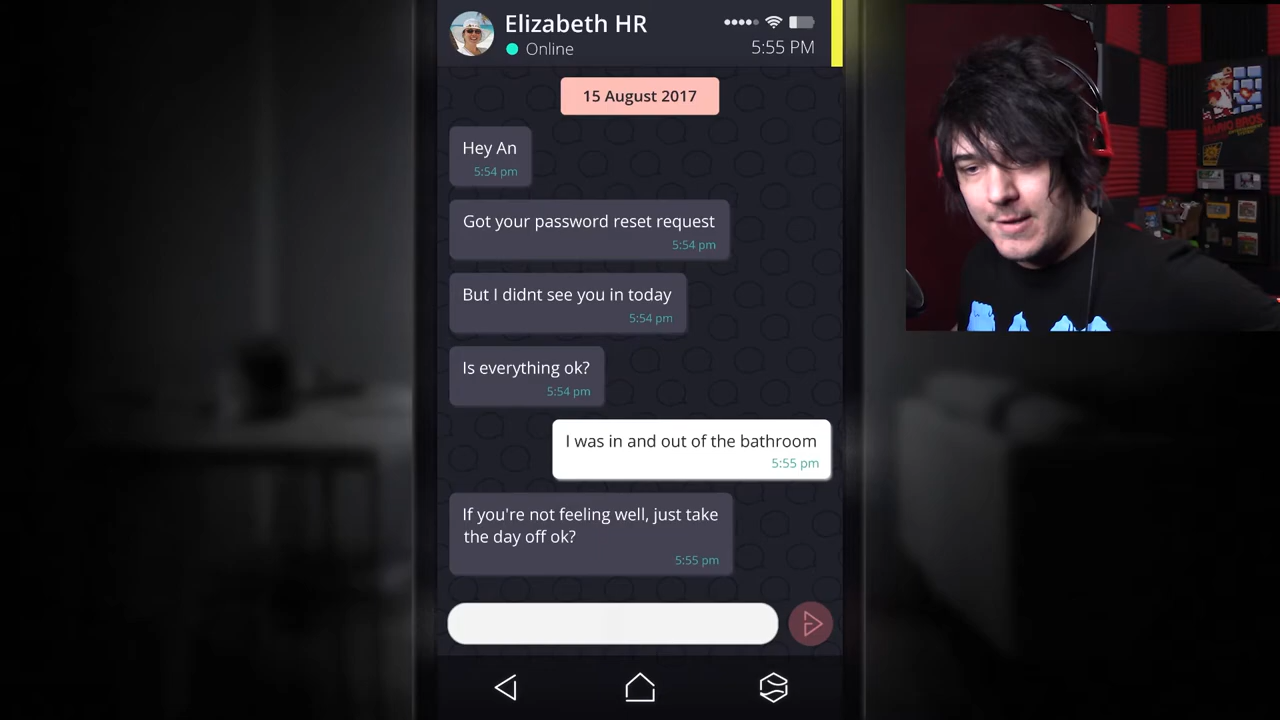 Elizabeth HR
Online
5:55 PM
15 August 2017
Hey An
5:54 pm
Got your password reset request
5:54 pm
But I didnt see you in today
5:54 pm
Is everything ok?
5:54 pm
I was in and out of the bathroom
5:55 pm
If you're not feeling well, just take
the day off ok?
5:55 pm
MARIO BROS.